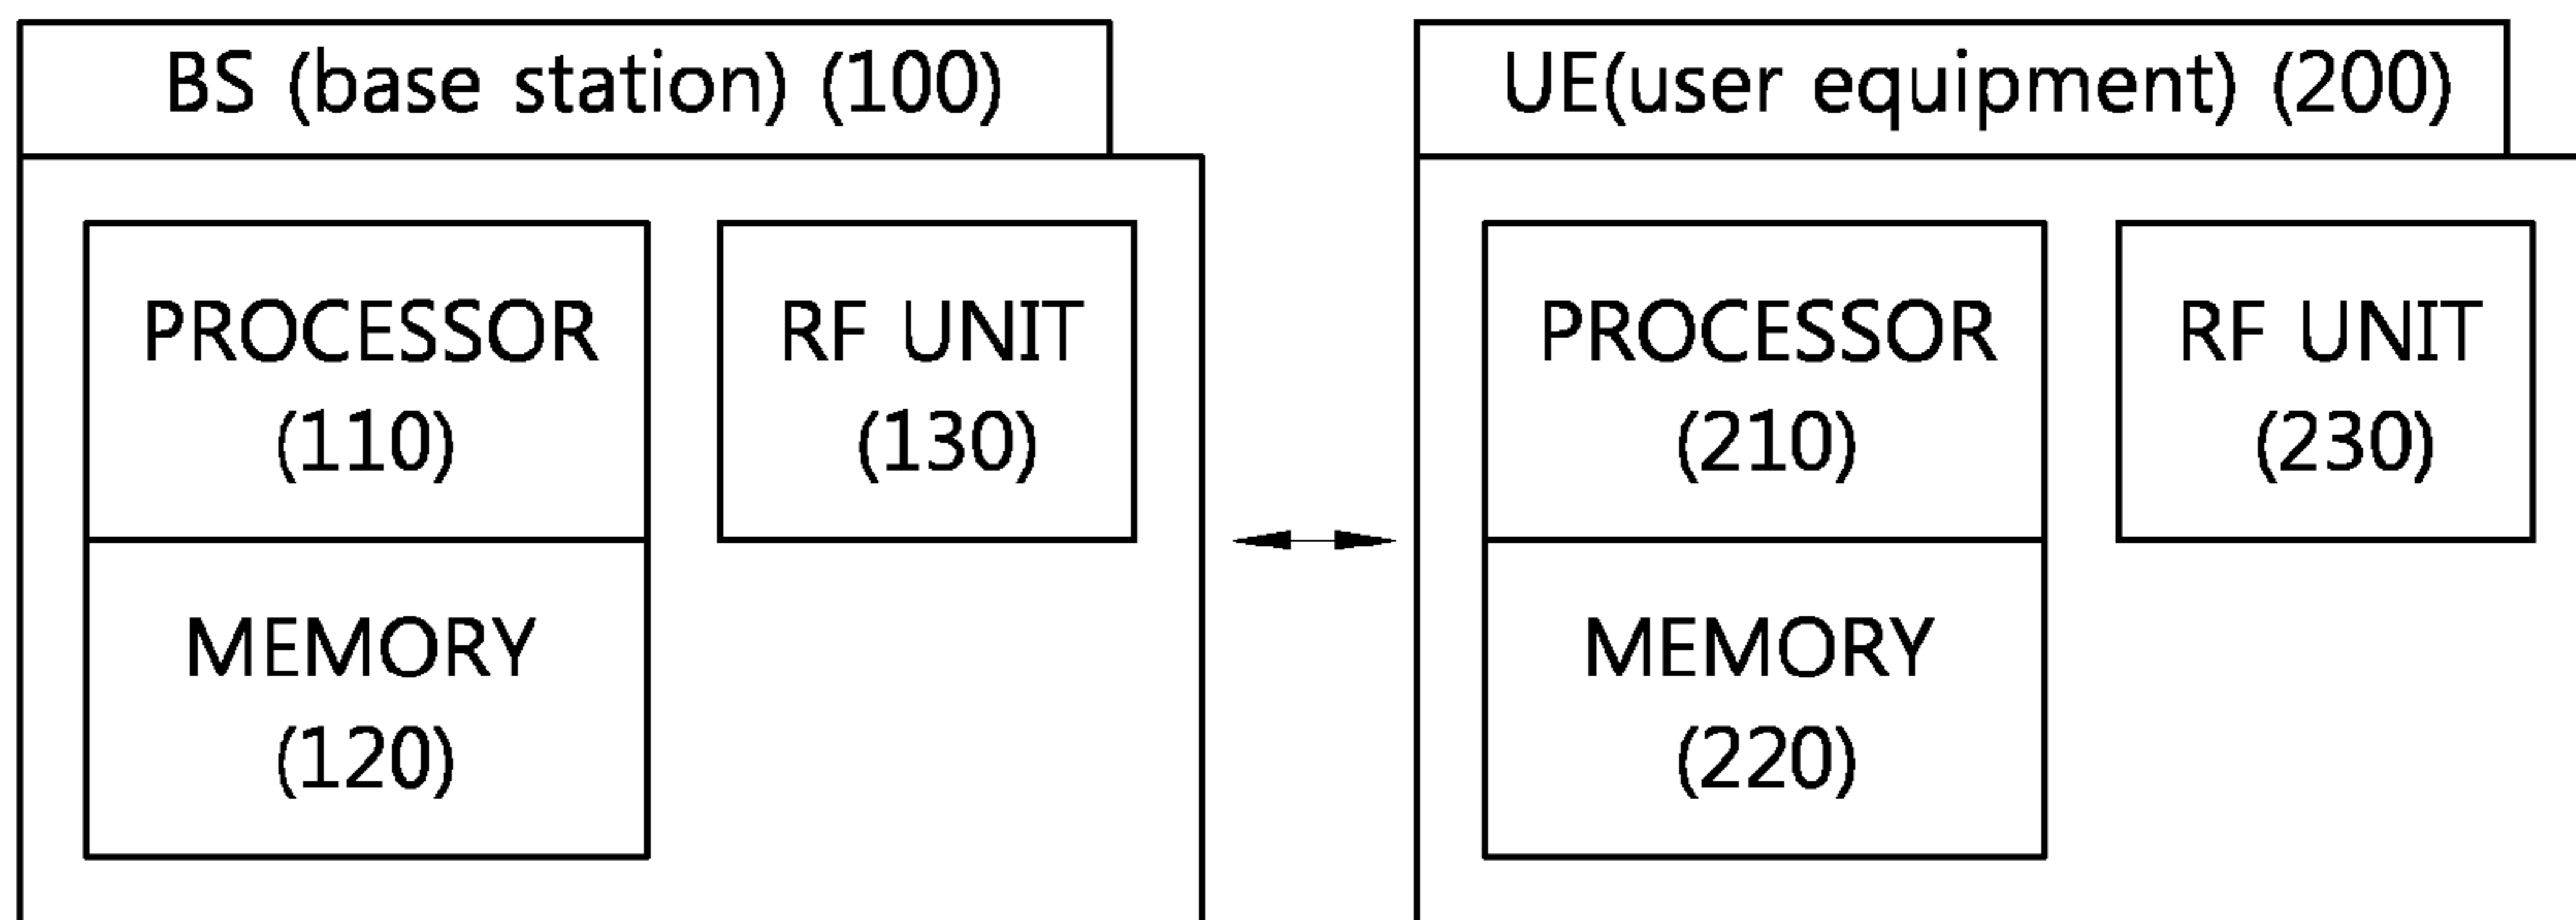 BS (base station) (100)
PROCESSOR
(110)
RF UNIT
(130)
MEMORY
(120)
UE(user equipment) (200)
PROCESSOR
(210)
RF UNIT
(230)
MEMORY
(220)